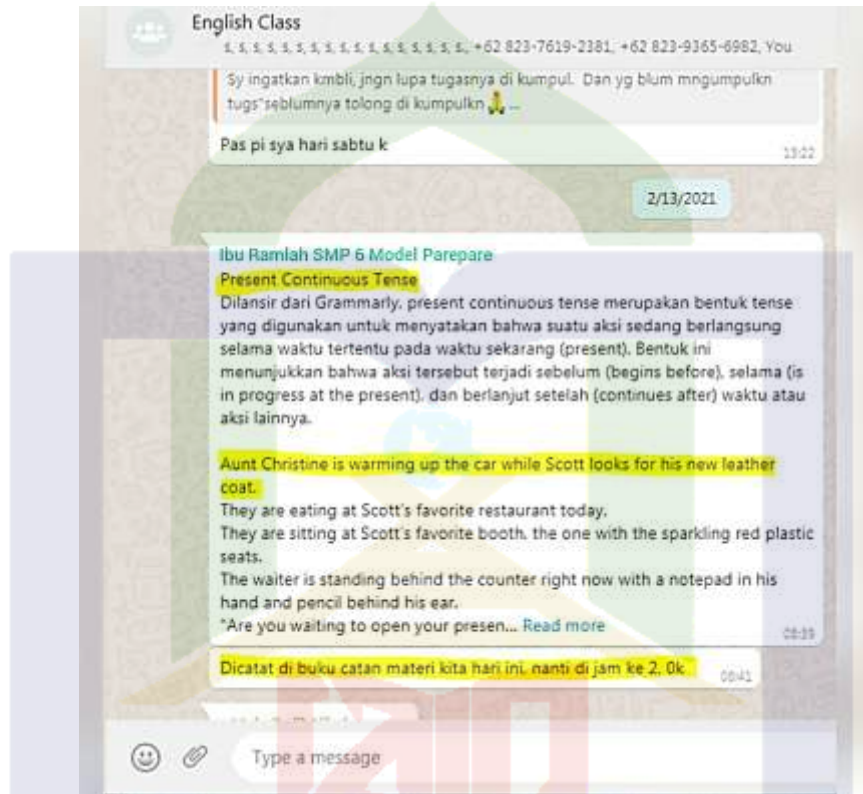 English Class
s, s, s, s, s, s, s, s, s, s, s, s, s, s, s, s, s, +62 823-7619-2381, +62 823-9365-6982, You
Sy ingatkan kmbli, jngn lupa tugasnya di kumpul. Dan yg blum mngumpulkn
tugs"seblumnya tolong di kumpulkn🙏 ...
Pas pi sya hari sabtu k
13:22
2/13/2021
Ibu Ramlah SMP 6 Model Parepare
Present Continuous Tense
Dilansir dari Grammarly, present continuous tense merupakan bentuk tense
yang digunakan untuk menyatakan bahwa suatu aksi sedang berlangsung
selama waktu tertentu pada waktu sekarang (present). Bentuk ini
menunjukkan bahwa aksi tersebut terjadi sebelum (begins before), selama (is
in progress at the present), dan berlanjut setelah (continues after) waktu atau
aksi lainnya.
Aunt Christine is warming up the car while Scott looks for his new leather
coat.
They are eating at Scott's favorite restaurant today.
They are sitting at Scott's favorite booth, the one with the sparkling red plastic
seats.
The waiter is standing behind the counter right now with a notepad in his
hand and pencil behind his ear.
"Are you waiting to open your presen... Read more
08:39
Dicatat di buku catan materi kita hari ini, nanti di jam ke 2, 0k
08:41
Type a message